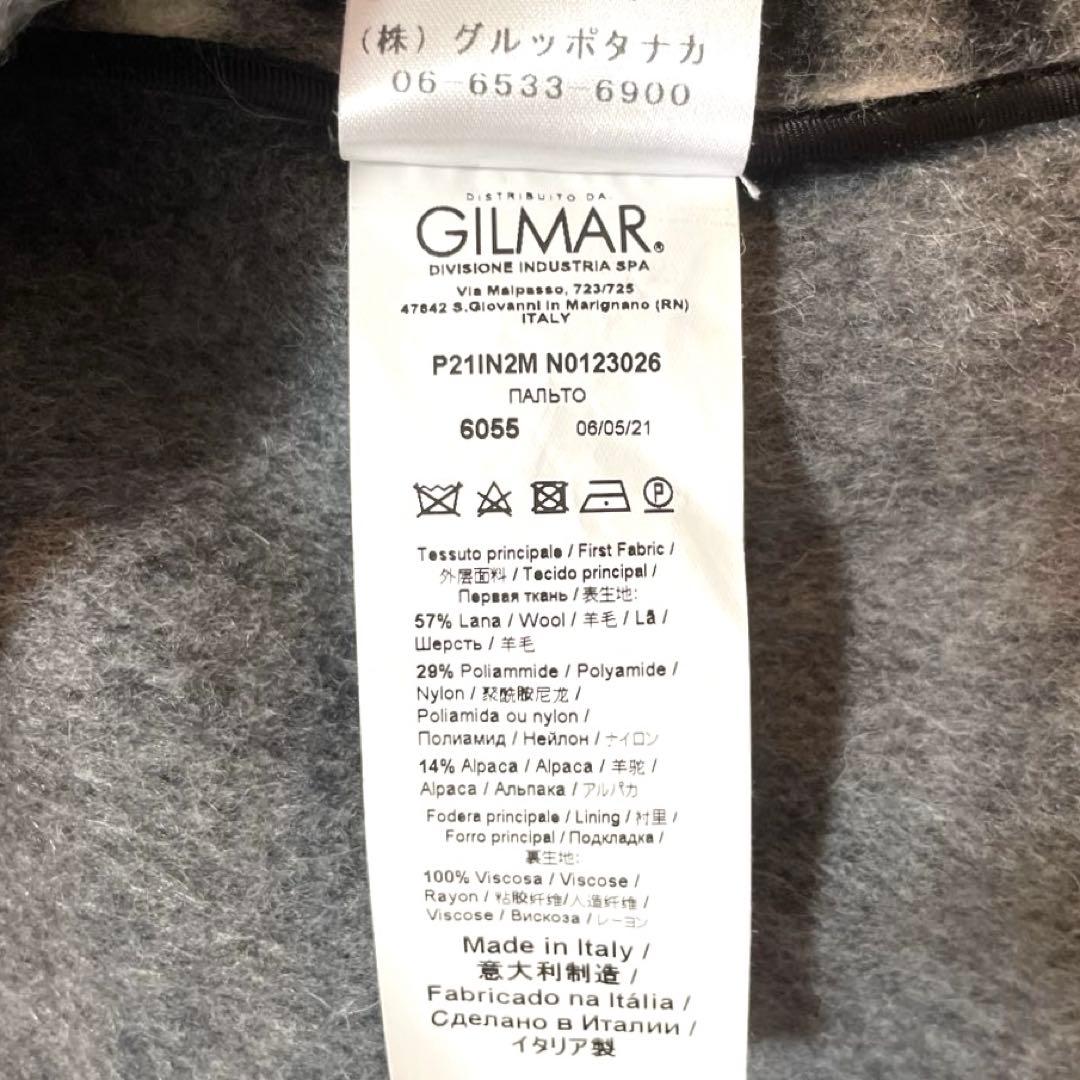 (株) グルッポタナカ
06-6533-6900
DISTRIBUITO DA
GILMAR®
DIVISIONE INDUSTRIA SPA
Via Malpasso, 723/725
47842 S.Giovanni in Marignano (RN)
ITALY
P21IN2M N0123026
ПАЛЬТО
6055 06/05/21
P
Tessuto principale / First Fabric /
外层面料 / Tecido principal /
Первая ткань / 表生地:
57% Lana / Wool / 羊毛 / Lã /
Шерсть / 羊毛
29% Poliammide / Polyamide /
Nylon / 聚酰胺尼龙 /
Poliamida ou nylon /
Полиамид / Нейлон / ナイロン
14% Alpaca / Alpaca / 羊驼 /
Alpaca / Альпака / アルパカ
Fodera principale / Lining / 衬里 /
Forro principal / Подкладка /
裏生地:
100% Viscosa / Viscose /
Rayon / 粘胶纤维/人造纤维 /
Viscose / Вискоза / レーヨン
Made in Italy /
意大利制造 /
Fabricado na Itália /
Сделано в Италии /
イタリア製